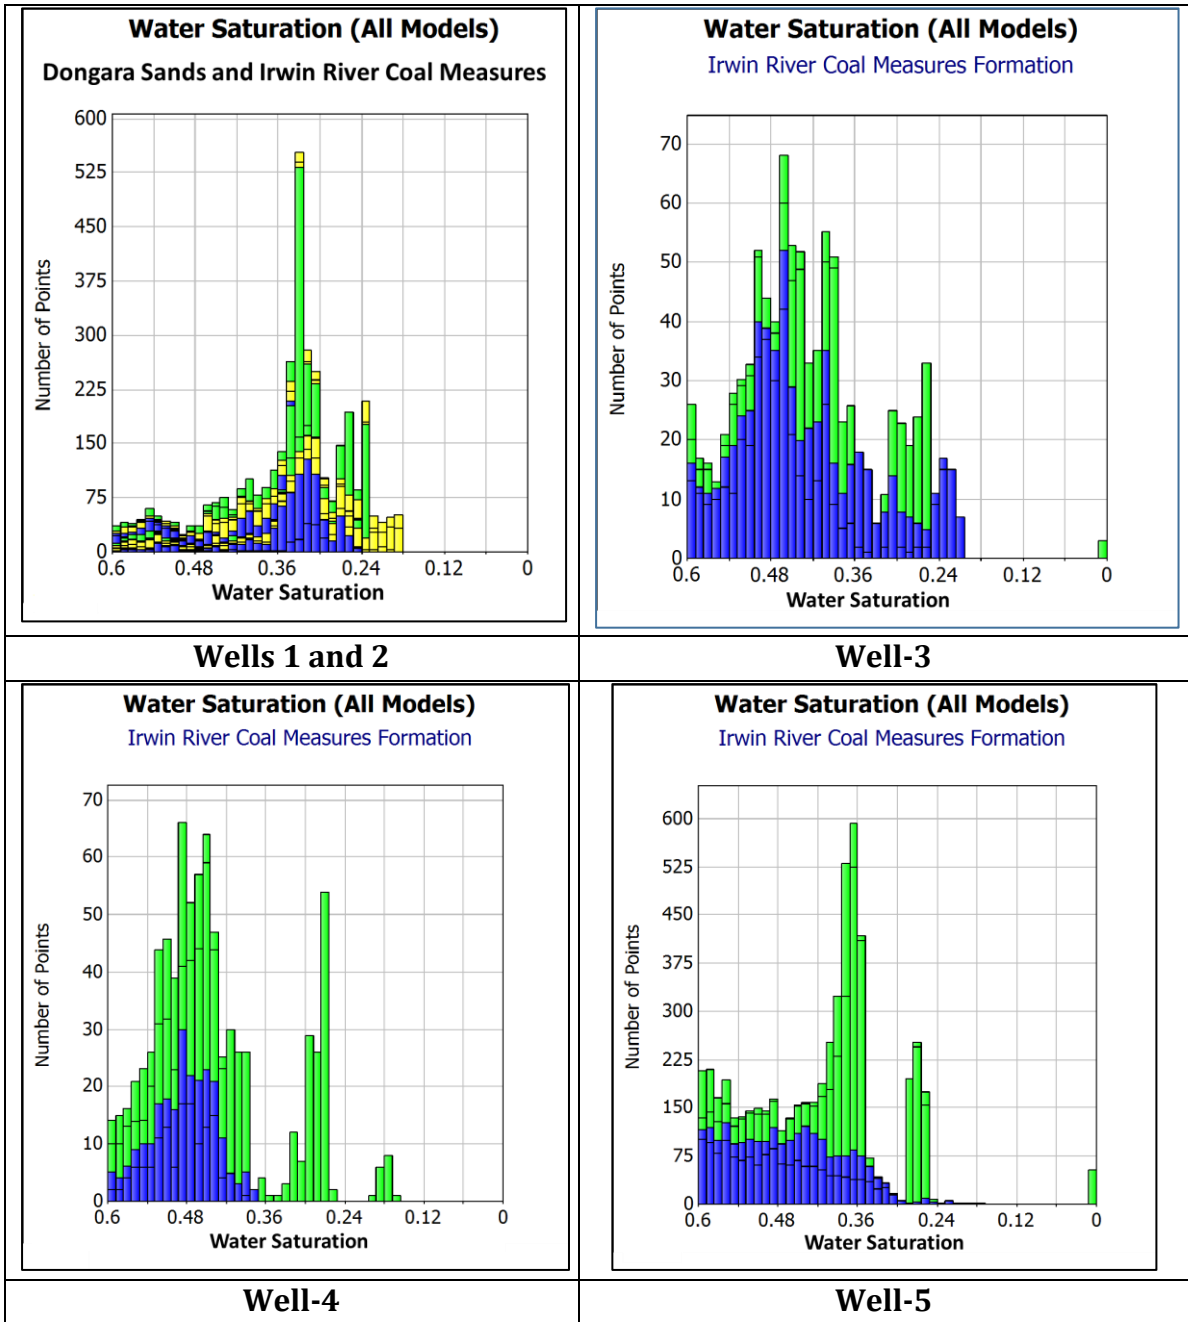 Water Saturation (All Models)
Dongara Sands and Irwin River Coal Measures
Number of Points
600
525
450
375
300
225
150
75
0
0.6 0.48 0.36 0.24 0.12 0
Water Saturation
Wells 1 and 2
Water Saturation (All Models)
Irwin River Coal Measures Formation
Number of Points
70
60
50
40
30
20
10
0
0.6 0.48 0.36 0.24 0.12 0
Water Saturation
Well-3
Water Saturation (All Models)
Irwin River Coal Measures Formation
Number of Points
70
60
50
40
30
20
10
0
0.6 0.48 0.36 0.24 0.12 0
Water Saturation
Well-4
Water Saturation (All Models)
Irwin River Coal Measures Formation
Number of Points
600
525
450
375
300
225
150
75
0
0.6 0.48 0.36 0.24 0.12 0
Water Saturation
Well-5